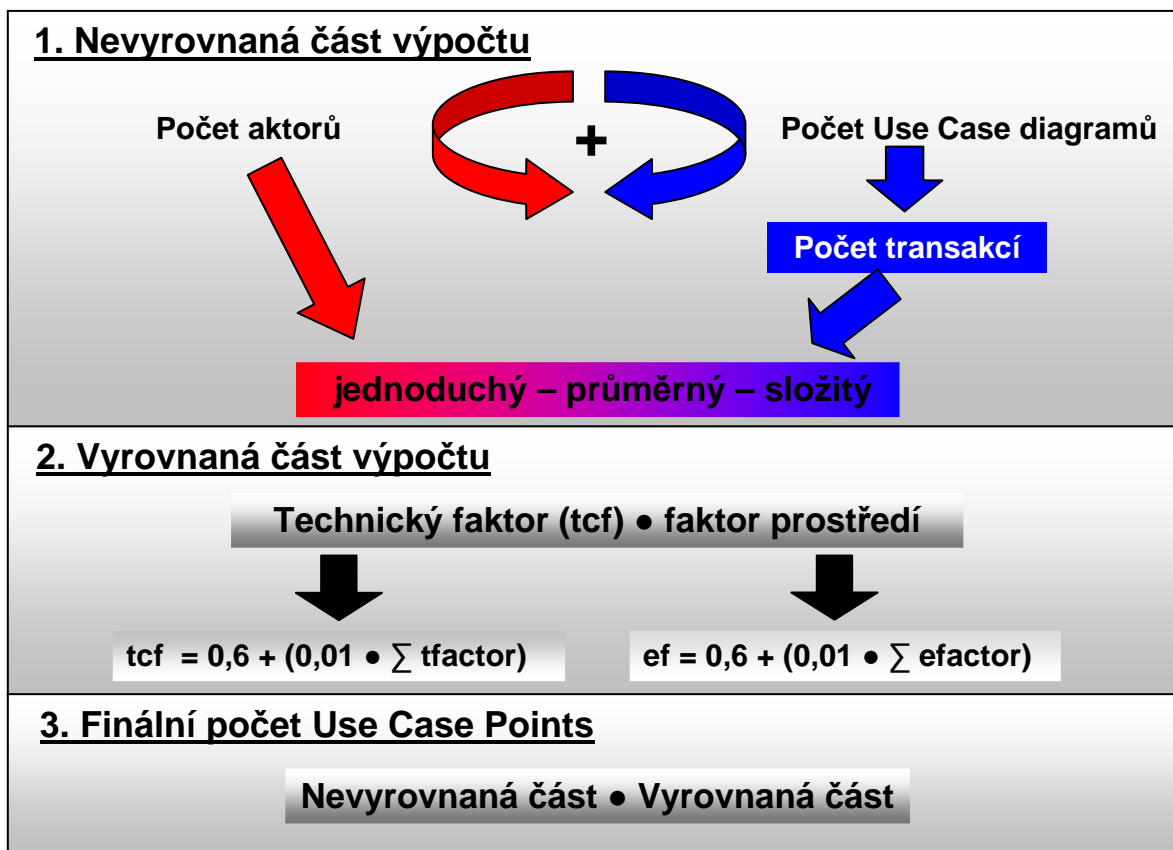 1. Nevyrovnaná část výpočtu
Počet aktorů
+
Počet Use Case diagramů
Počet transakcí
jednoduchý – průměrný – složitý
2. Vyrovnaná část výpočtu
Technický faktor (tcf) ● faktor prostředí
tcf = 0,6 + (0,01 ● ∑ tfactor)
ef = 0,6 + (0,01 ● ∑ efactor)
3. Finální počet Use Case Points
Nevyrovnaná část ● Vyrovnaná část